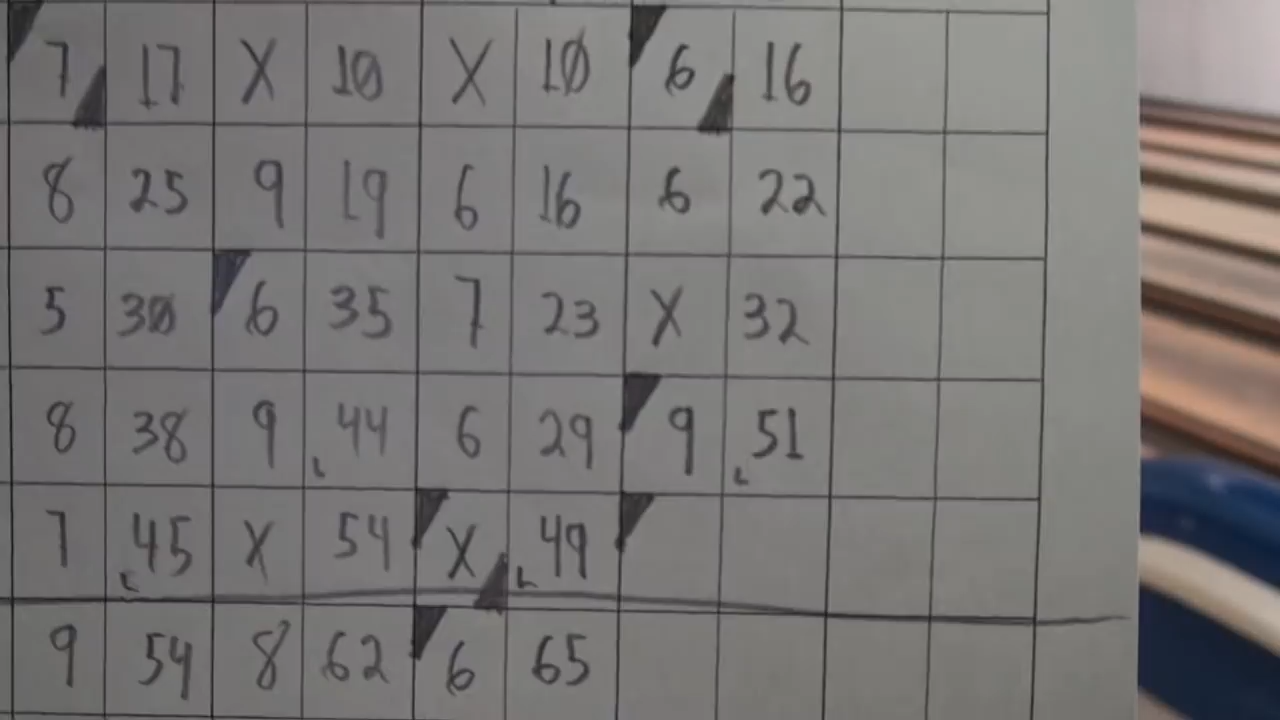 7 17 X 10 X 10 6 16
8 25 9 19 6 16 6 22
5 30 6 35 7 23 X 32
8 38 9 44 6 29 9 51
7 45 X 54 X 49
9 54 8 62 6 65